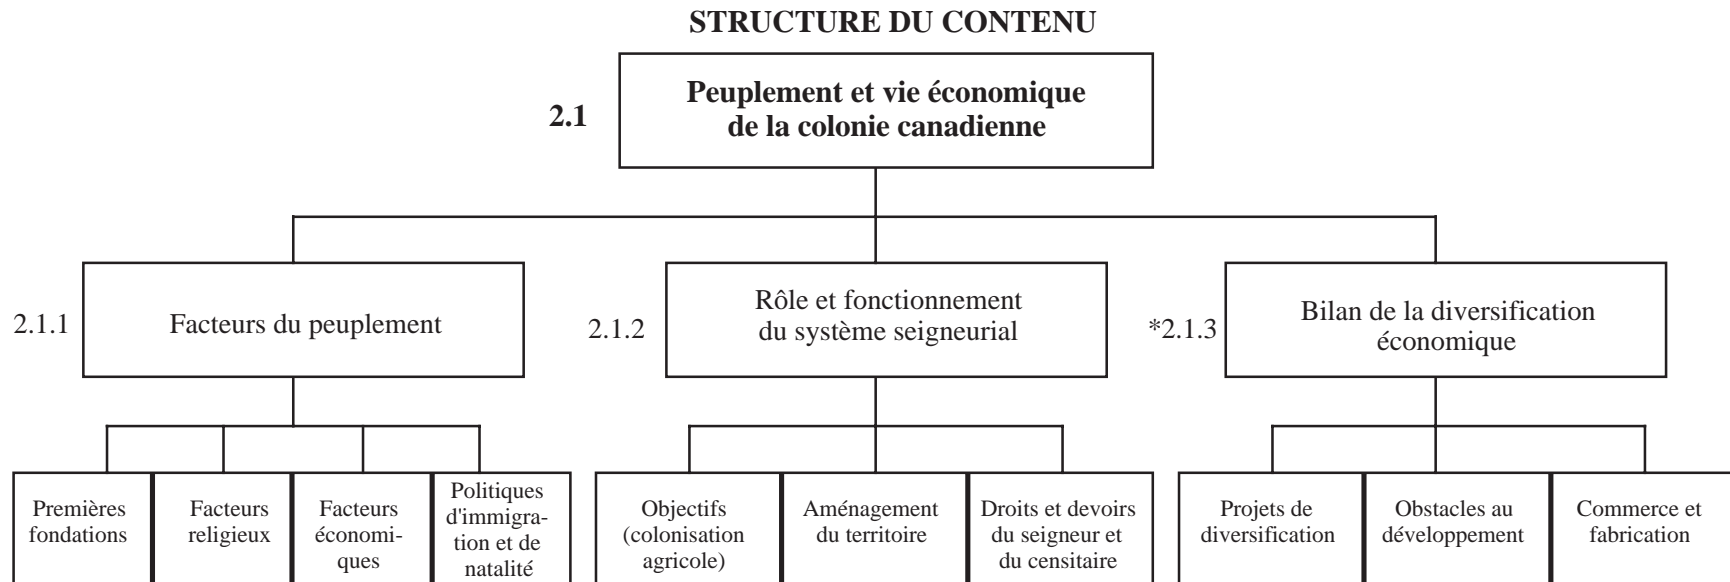 STRUCTURE DU CONTENU
2.1
Peuplement et vie économique
de la colonie canadienne
2.1.1
Facteurs du peuplement
2.1.2
Rôle et fonctionnement
du système seigneurial
*2.1.3
Bilan de la diversification
économique
Premières
fondations
Facteurs
religieux
Facteurs
économi-
ques
Politiques
d'immigra-
tion et de
natalité
Objectifs
(colonisation
agricole)
Aménagement
du territoire
Droits et devoirs
du seigneur et
du censitaire
Projets de
diversification
Obstacles au
développement
Commerce et
fabrication